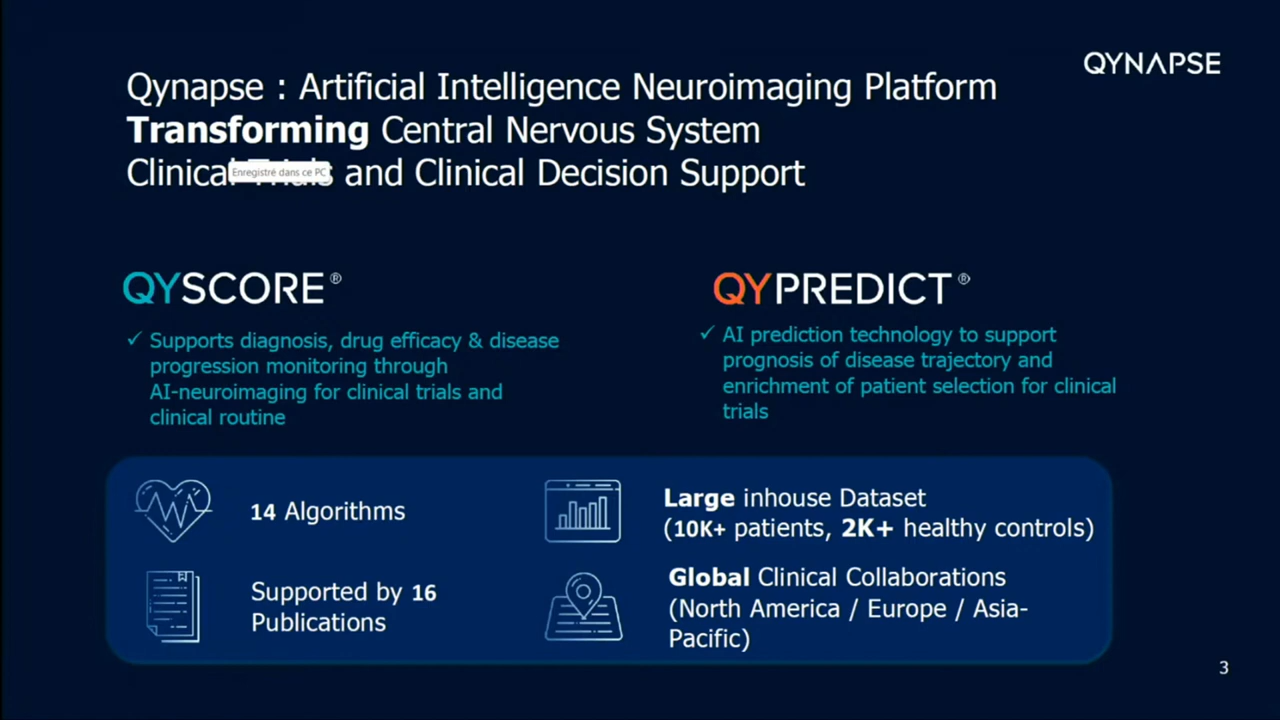 QYNAPSE
Qynapse : Artificial Intelligence Neuroimaging Platform
Transforming Central Nervous System
Clinical Trials and Clinical Decision Support
Enregistré dans ce PC
QYSCORE®
✓ Supports diagnosis, drug efficacy & disease
progression monitoring through
AI-neuroimaging for clinical trials and
clinical routine
QYPREDICT®
✓ AI prediction technology to support
prognosis of disease trajectory and
enrichment of patient selection for clinical
trials
14 Algorithms
Large inhouse Dataset
(10K+ patients, 2K+ healthy controls)
Supported by 16
Publications
Global Clinical Collaborations
(North America / Europe / Asia-
Pacific)
3